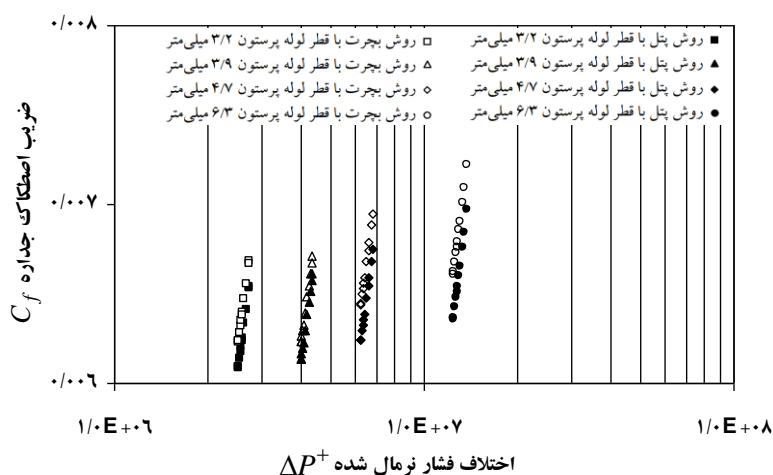 ۰/۰۰۸
روش پتل با قطر لوله پرستون ۳/۲ میلی‌متر
روش پتل با قطر لوله پرستون ۳/۹ میلی‌متر
روش پتل با قطر لوله پرستون ۴/۷ میلی‌متر
روش پتل با قطر لوله پرستون ۶/۳ میلی‌متر
روش بچرت با قطر لوله پرستون ۳/۲ میلی‌متر
روش بچرت با قطر لوله پرستون ۳/۹ میلی‌متر
روش بچرت با قطر لوله پرستون ۴/۷ میلی‌متر
روش بچرت با قطر لوله پرستون ۶/۳ میلی‌متر
ضریب اصطکاک جداره C_f
۰/۰۰۷
۰/۰۰۶
۱/۰E+۰۶ ۱/۰E+۰۷ ۱/۰E+۰۸
اختلاف فشار نرمال شده ΔP⁺